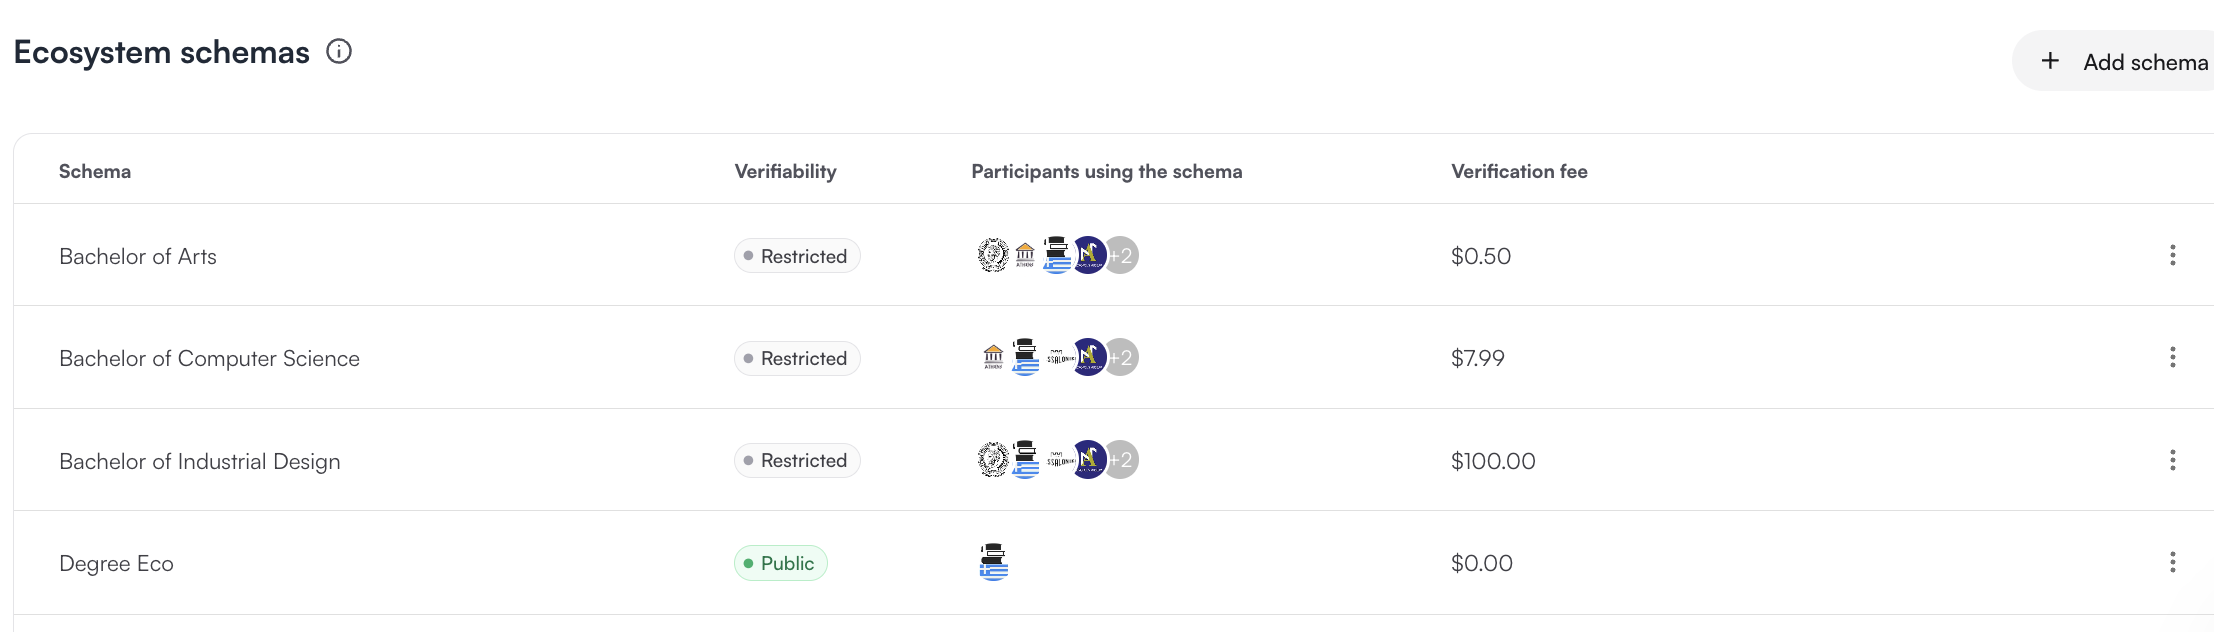 Ecosystem schemas
+ Add schema
Schema Verifiability Participants using the schema Verification fee
Bachelor of Arts Restricted +2 $0.50
Bachelor of Computer Science Restricted +2 $7.99
Bachelor of Industrial Design Restricted +2 $100.00
Degree Eco Public $0.00